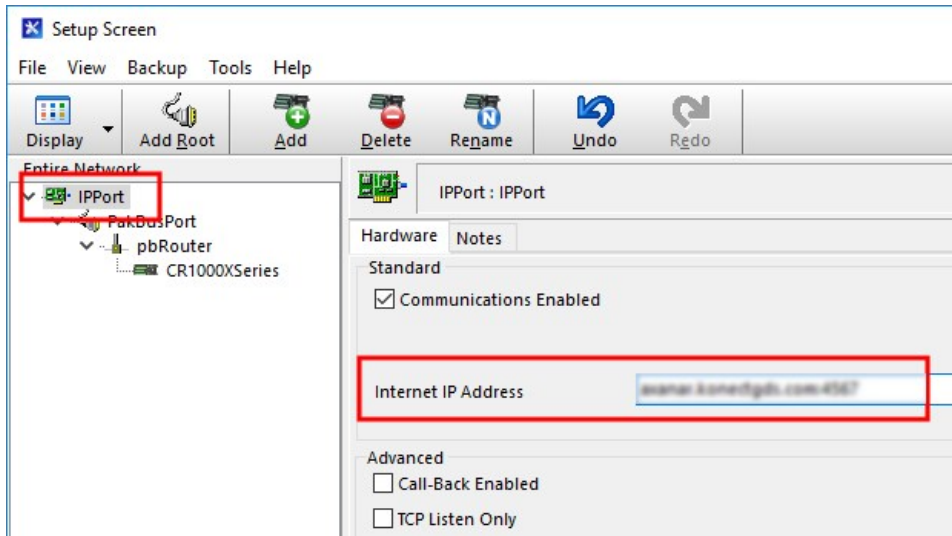 Setup Screen
File View Backup Tools Help
Display Add Root Add Delete Rename Undo Redo
Entire Network
IPPort
PakBusPort
pbRouter
CR1000XSeries
IPPort : IPPort
Hardware Notes
Standard
Communications Enabled
Internet IP Address
Advanced
Call-Back Enabled
TCP Listen Only